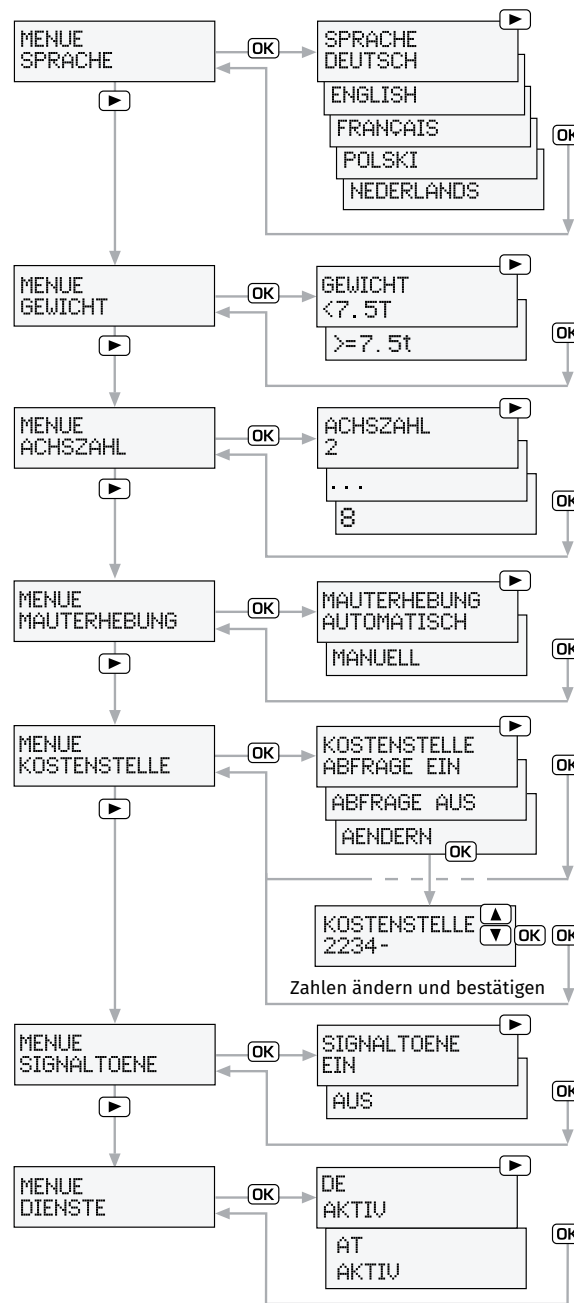 MENUE
SPRACHE
OK
SPRACHE
DEUTSCH
ENGLISH
FRANCAIS
POLSKI
NEDERLANDS
OK
MENUE
GEWICHT
OK
GEWICHT
<7.5T
>=7.5t
OK
MENUE
ACHSZAHL
OK
ACHSZAHL
2
...
8
OK
MENUE
MAUTERHEBUNG
OK
MAUTERHEBUNG
AUTOMATISCH
MANUELL
OK
MENUE
KOSTENSTELLE
OK
KOSTENSTELLE
ABFRAGE EIN
ABFRAGE AUS
AENDERN
OK
OK
KOSTENSTELLE
2234-
OK OK
Zahlen ändern und bestätigen
MENUE
SIGNALTOENE
OK
SIGNALTOENE
EIN
AUS
OK
MENUE
DIENSTE
OK
DE
AKTIV
AT
AKTIV
OK